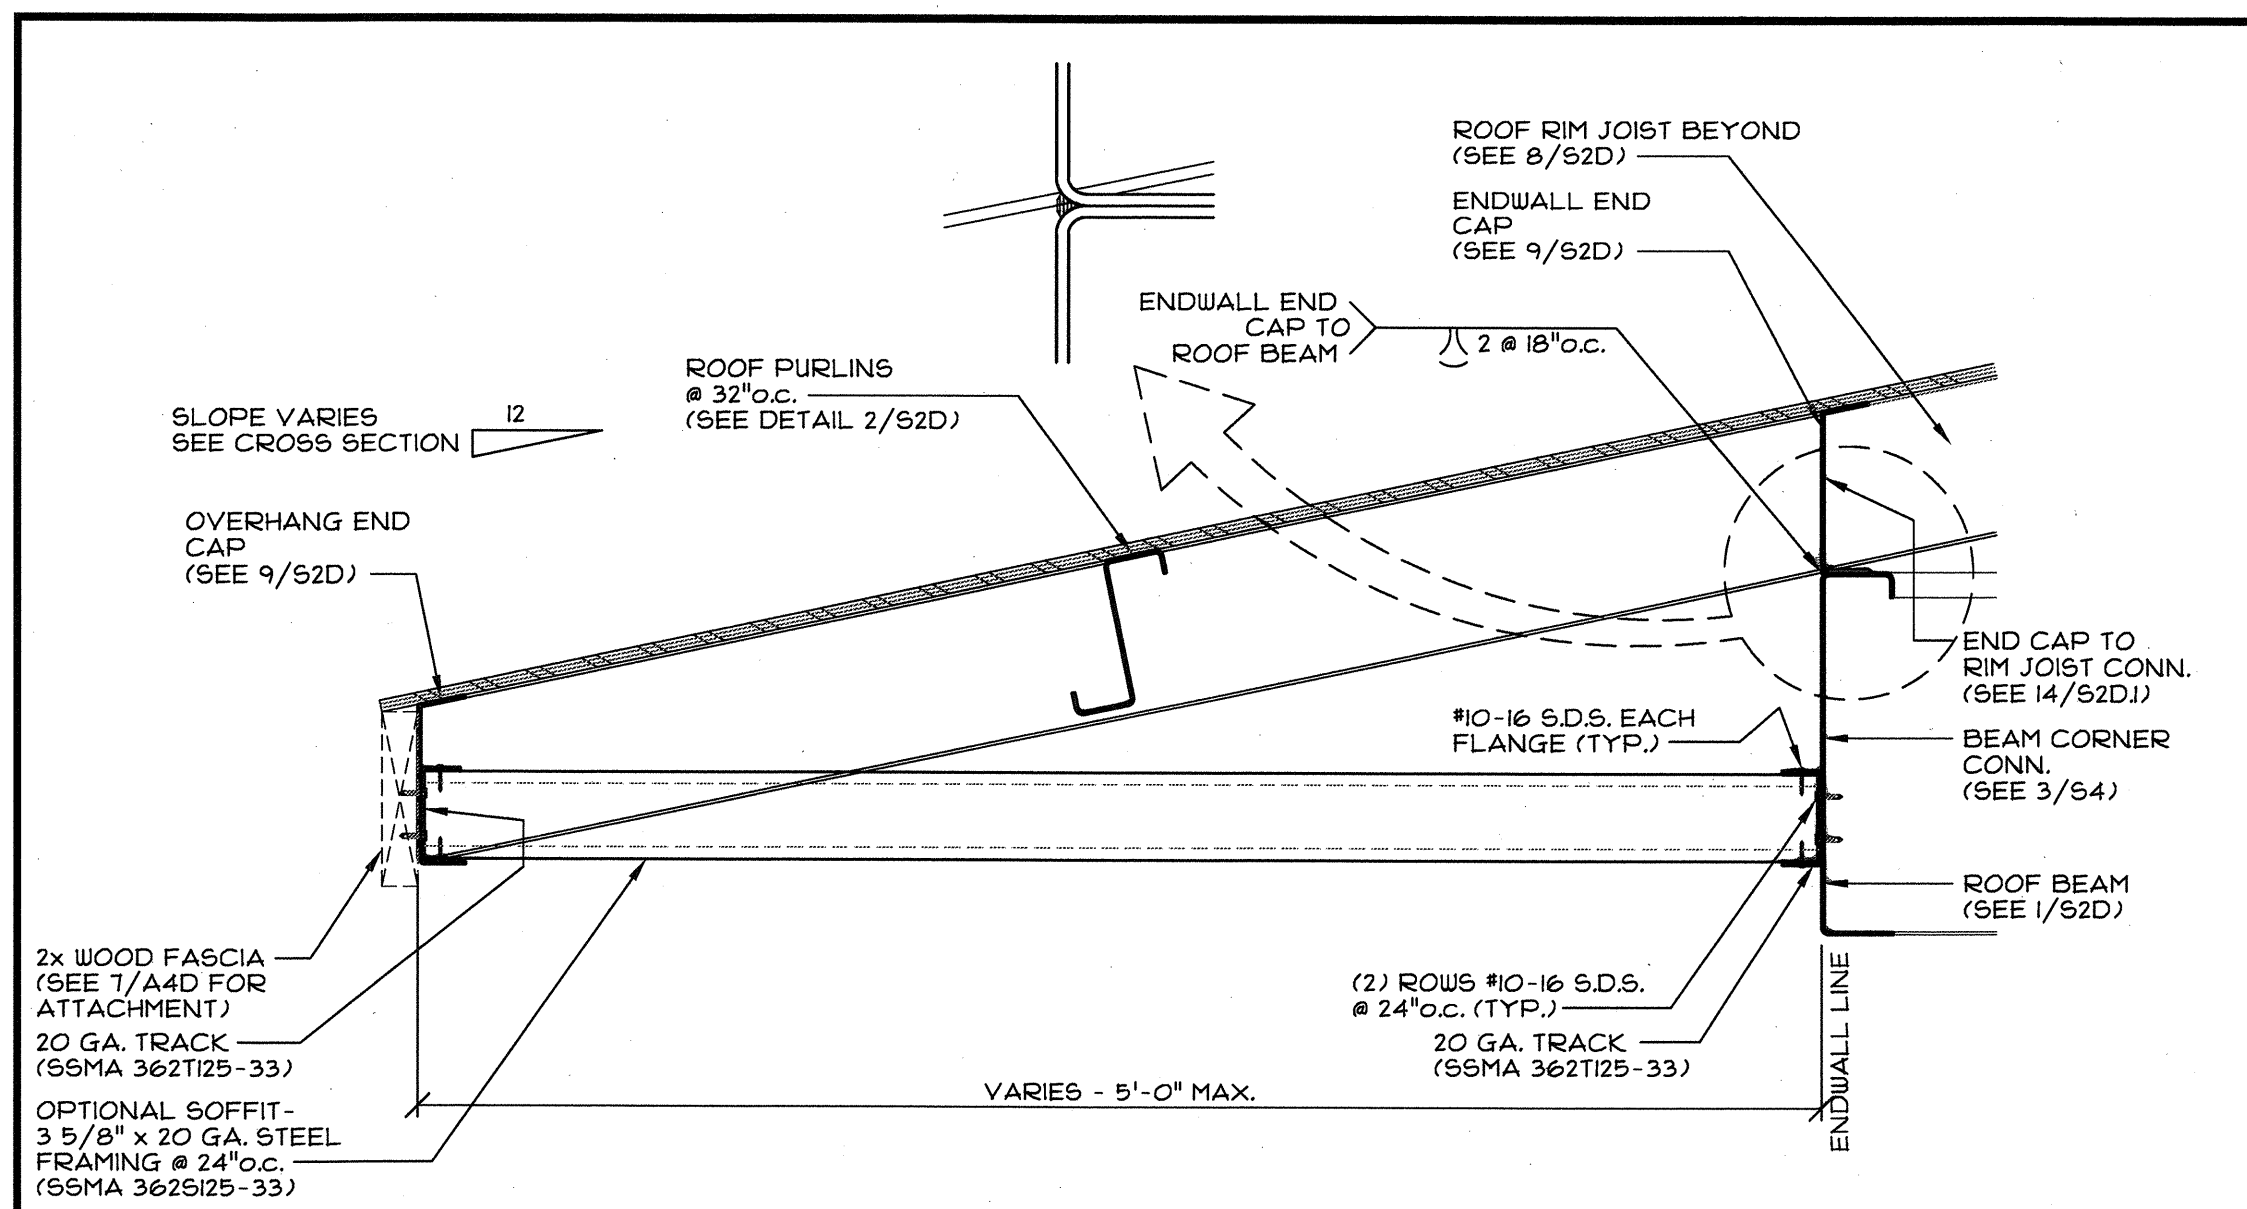 ROOF RIM JOIST BEYOND
(SEE 8/S2D)
ENDWALL END
CAP
(SEE 9/S2D)
ENDWALL END
CAP TO
ROOF BEAM
2 @ 18"o.c.
ROOF PURLINS
@ 32"o.c.
(SEE DETAIL 2/S2D)
SLOPE VARIES
SEE CROSS SECTION
12
OVERHANG END
CAP
(SEE 9/S2D)
END CAP TO
RIM JOIST CONN.
(SEE 14/S2D.1)
#10-16 S.D.S. EACH
FLANGE (TYP.)
BEAM CORNER
CONN.
(SEE 3/S4)
ROOF BEAM
(SEE 1/S2D)
2x WOOD FASCIA
(SEE 7/A4D FOR
ATTACHMENT)
20 GA. TRACK
(SSMA 362T125-33)
OPTIONAL SOFFIT-
3 5/8" x 20 GA. STEEL
FRAMING @ 24"o.c.
(SSMA 362S125-33)
(2) ROWS #10-16 S.D.S.
@ 24"o.c. (TYP.)
20 GA. TRACK
(SSMA 362T125-33)
VARIES - 5'-0" MAX.
ENDWALL LINE